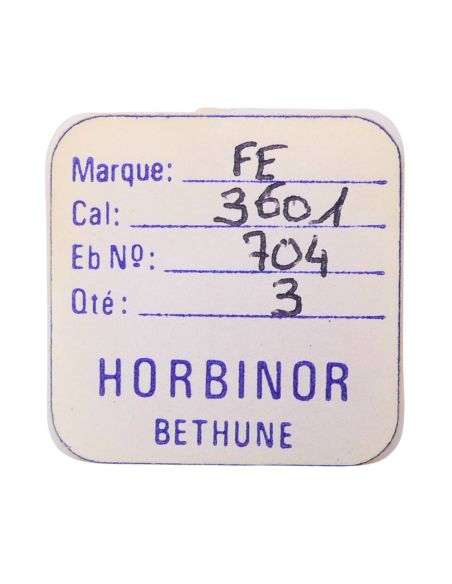 Marque: FE
Cal: 3601
Eb Nº: 704
Qté: 3
HORBINOR
BETHUNE